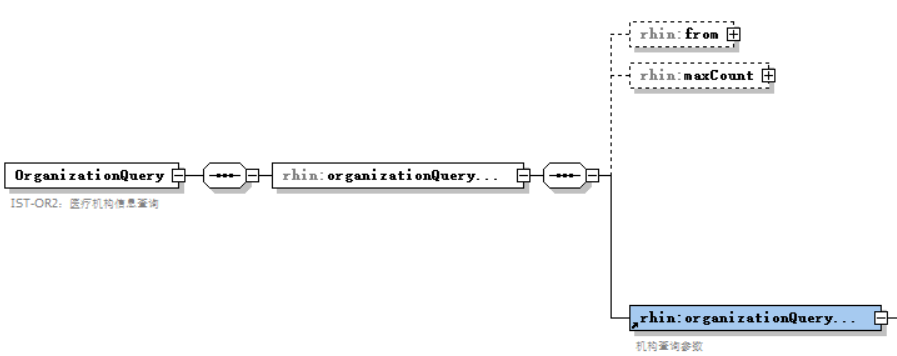 rhin:from
rhin:maxCount
OrganizationQuery
rhin:organizationQuery...
IST-OR2：医疗机构信息查询
rhin:organizationQuery...
机构查询参数